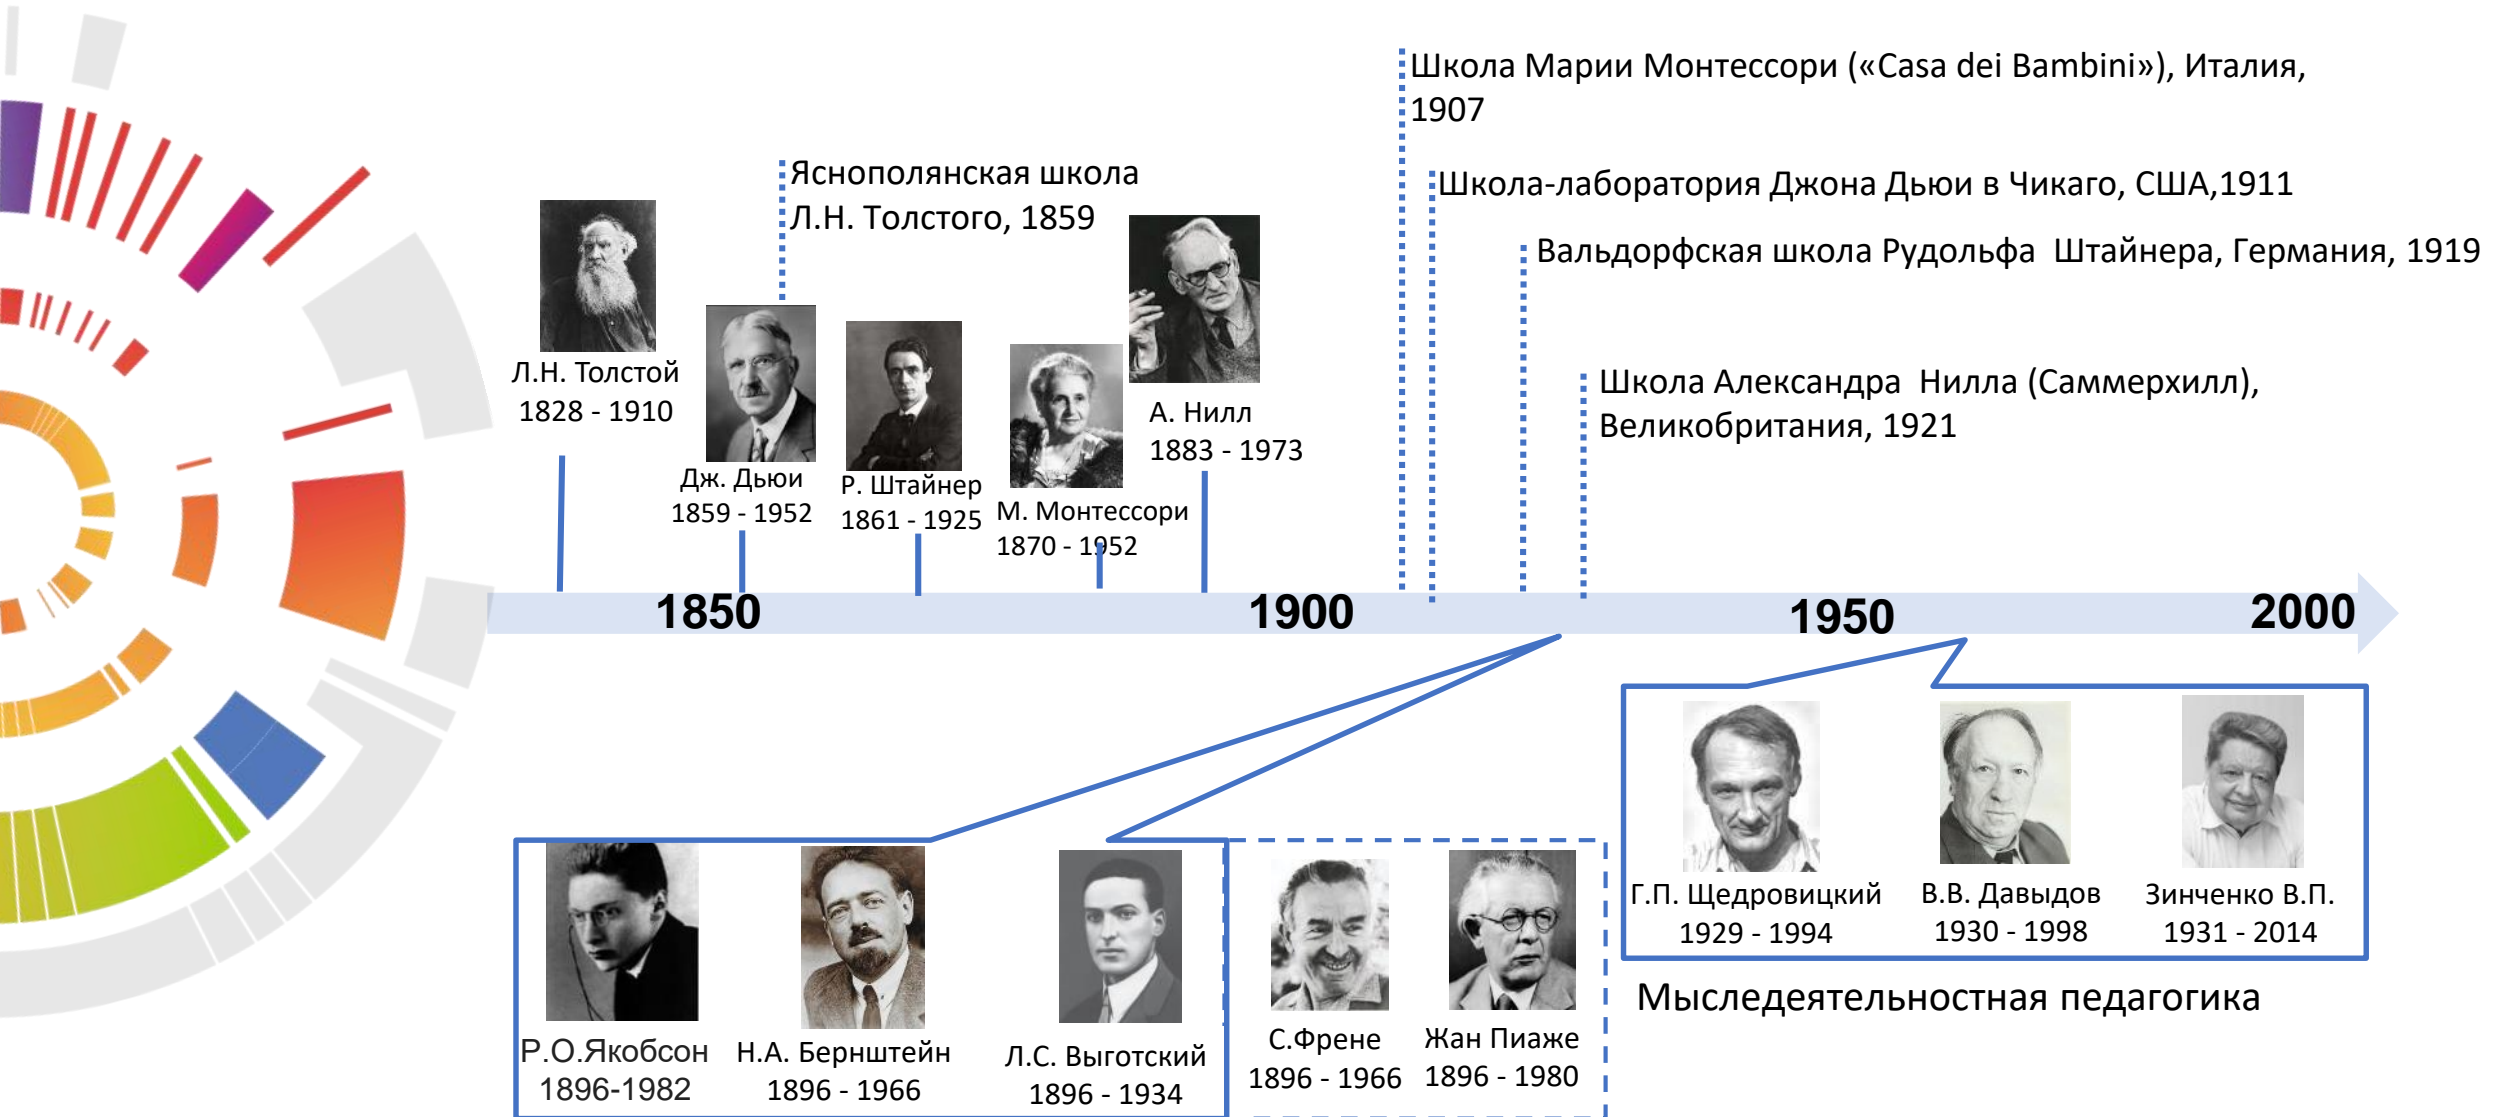 Школа Марии Монтессори («Casa dei Bambini»), Италия,
1907
Яснополянская школа
Л.Н. Толстого, 1859
Школа-лаборатория Джона Дьюи в Чикаго, США,1911
Вальдорфская школа Рудольфа Штайнера, Германия, 1919
Школа Александра Нилла (Саммерхилл),
Великобритания, 1921
Л.Н. Толстой
1828 - 1910
Дж. Дьюи
1859 - 1952
Р. Штайнер
1861 - 1925
М. Монтессори
1870 - 1952
А. Нилл
1883 - 1973
1850
1900
1950
2000
Г.П. Щедровицкий
1929 - 1994
В.В. Давыдов
1930 - 1998
Зинченко В.П.
1931 - 2014
Мыследеятельностная педагогика
Р.О.Якобсон
1896-1982
Н.А. Бернштейн
1896 - 1966
Л.С. Выготский
1896 - 1934
С.Френе
1896 - 1966
Жан Пиаже
1896 - 1980